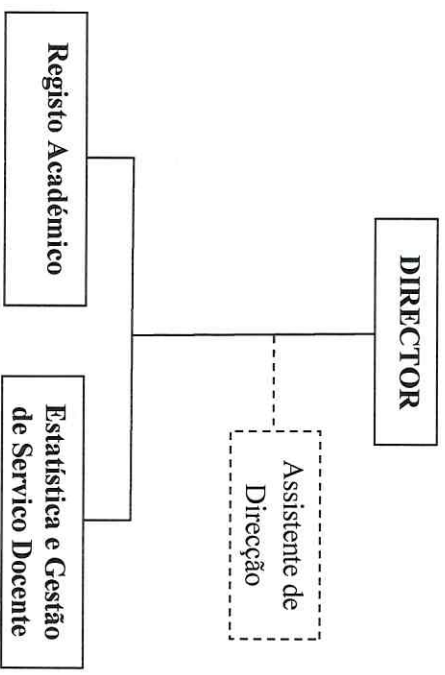 DIRECTOR
Assistente de
Direcção
Registo Académico
Estatística e Gestão
de Servico Docente